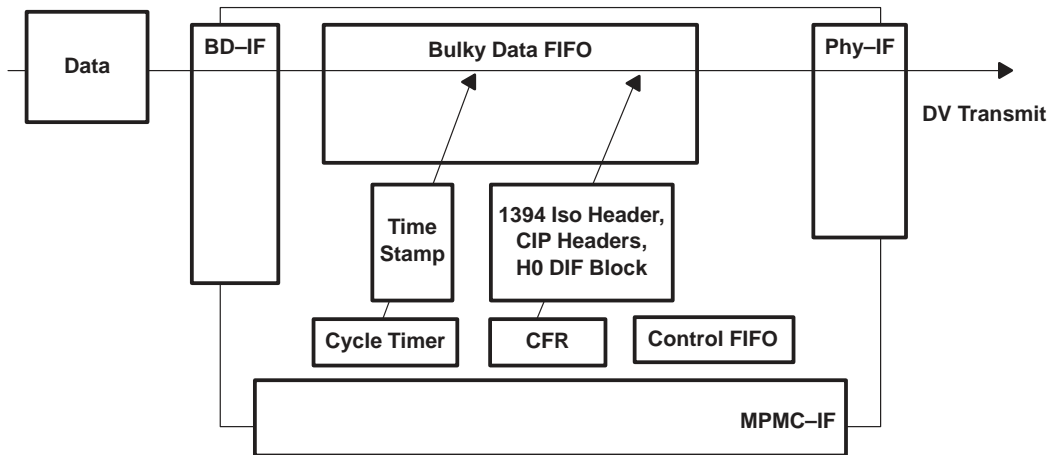 Data
BD–IF
Bulky Data FIFO
Phy–IF
DV Transmit
Time
Stamp
1394 Iso Header,
CIP Headers,
H0 DIF Block
Cycle Timer
CFR
Control FIFO
MPMC–IF